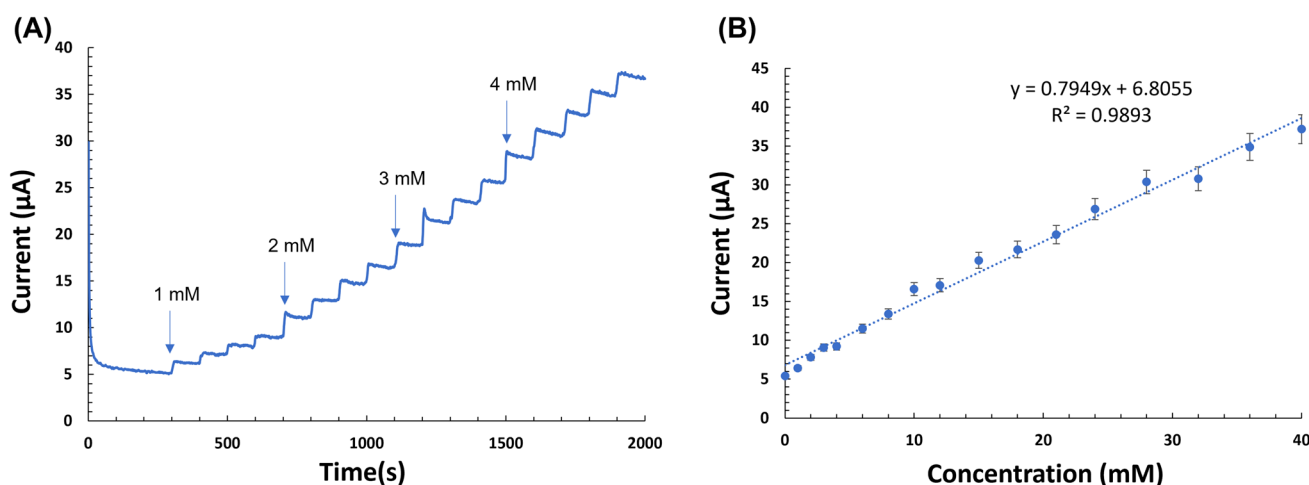 (A)
Current (µA)
40
35
30
25
20
15
10
5
0
1 mM
2 mM
3 mM
4 mM
0
500
1000
1500
2000
Time(s)
(B)
Current (µA)
45
40
35
30
25
20
15
10
5
0
y = 0.7949x + 6.8055
R² = 0.9893
0
10
20
30
40
Concentration (mM)